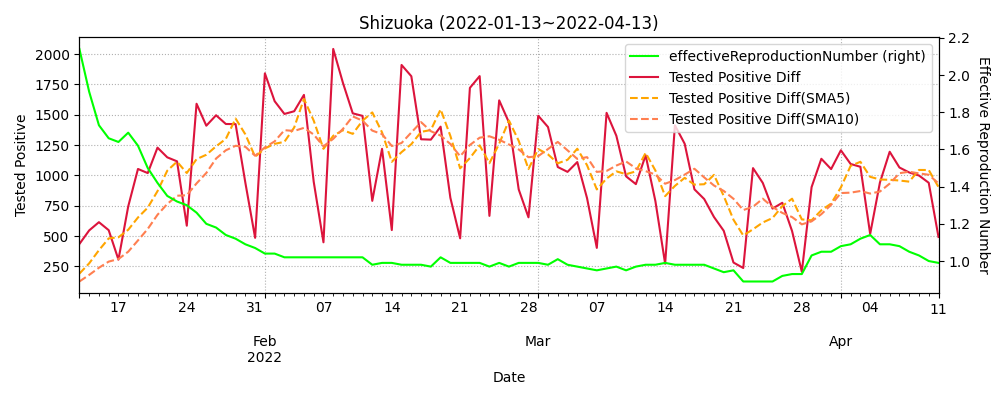 Shizuoka (2022-01-13~2022-04-13)
effectiveReproductionNumber (right)
Tested Positive Diff
Tested Positive Diff(SMA5)
Tested Positive Diff(SMA10)
Tested Positive
2000
1750
1500
1250
1000
750
500
250
2.2
2.0
1.8
1.6
1.4
1.2
1.0
Effective Reproduction Number
17 24 31 07 14 21 28 07 14 21 28 04 11
Feb Mar Apr
2022
Date